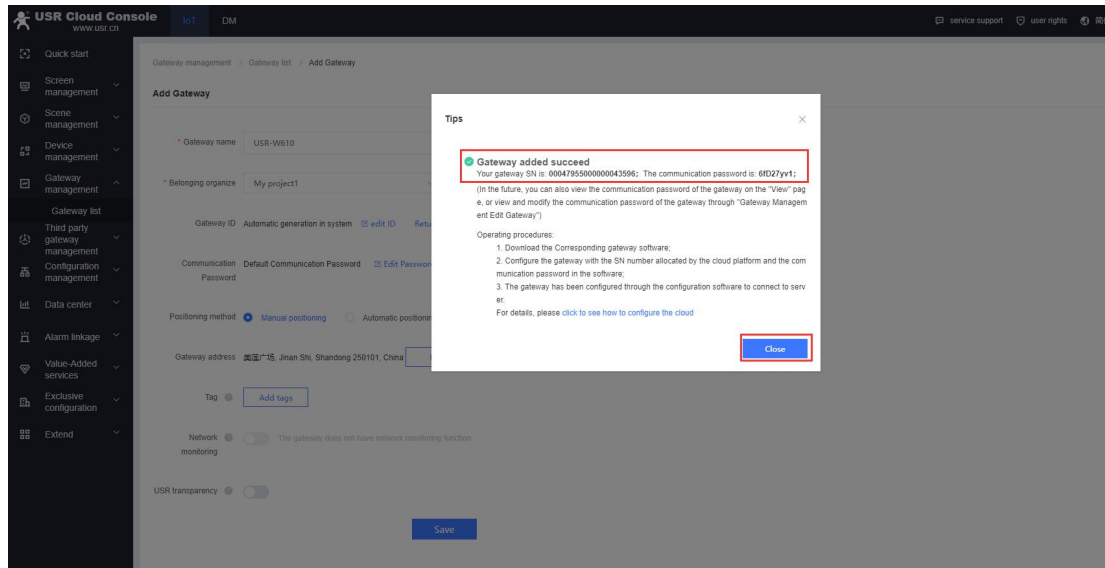 USR Cloud Console
www.usr.cn
IoT
DM
service support
user rights
Quick start
Screen
management
Scene
management
Device
management
Gateway
management
Gateway list
Third party
gateway
management
Configuration
management
Data center
Alarm linkage
Value-Added
services
Exclusive
configuration
Extend
Gateway management > Gateway list > Add Gateway
Add Gateway
* Gateway name USR-W610
* Belonging organize My project1
Gateway ID Automatic generation in system edit ID Retu
Communication
Password
Default Communication Password Edit Passwor
Positioning method Manual positioning Automatic positionin
Gateway address 美莲广场, Jinan Shi, Shandong 250101, China
Tag Add tags
Network
monitoring
The gateway does not have network monitoring function
USR transparency
Save
Tips
Gateway added succeed
Your gateway SN is: 00047955000000043596; The communication password is: 6fD27yv1;
(In the future, you can also view the communication password of the gateway on the "View" pag
e, or view and modify the communication password of the gateway through "Gateway Managem
ent Edit Gateway")
Operating procedures:
1. Download the Corresponding gateway software;
2. Configure the gateway with the SN number allocated by the cloud platform and the com
munication password in the software;
3. The gateway has been configured through the configuration software to connect to serv
er.
For details, please click to see how to configure the cloud
Close